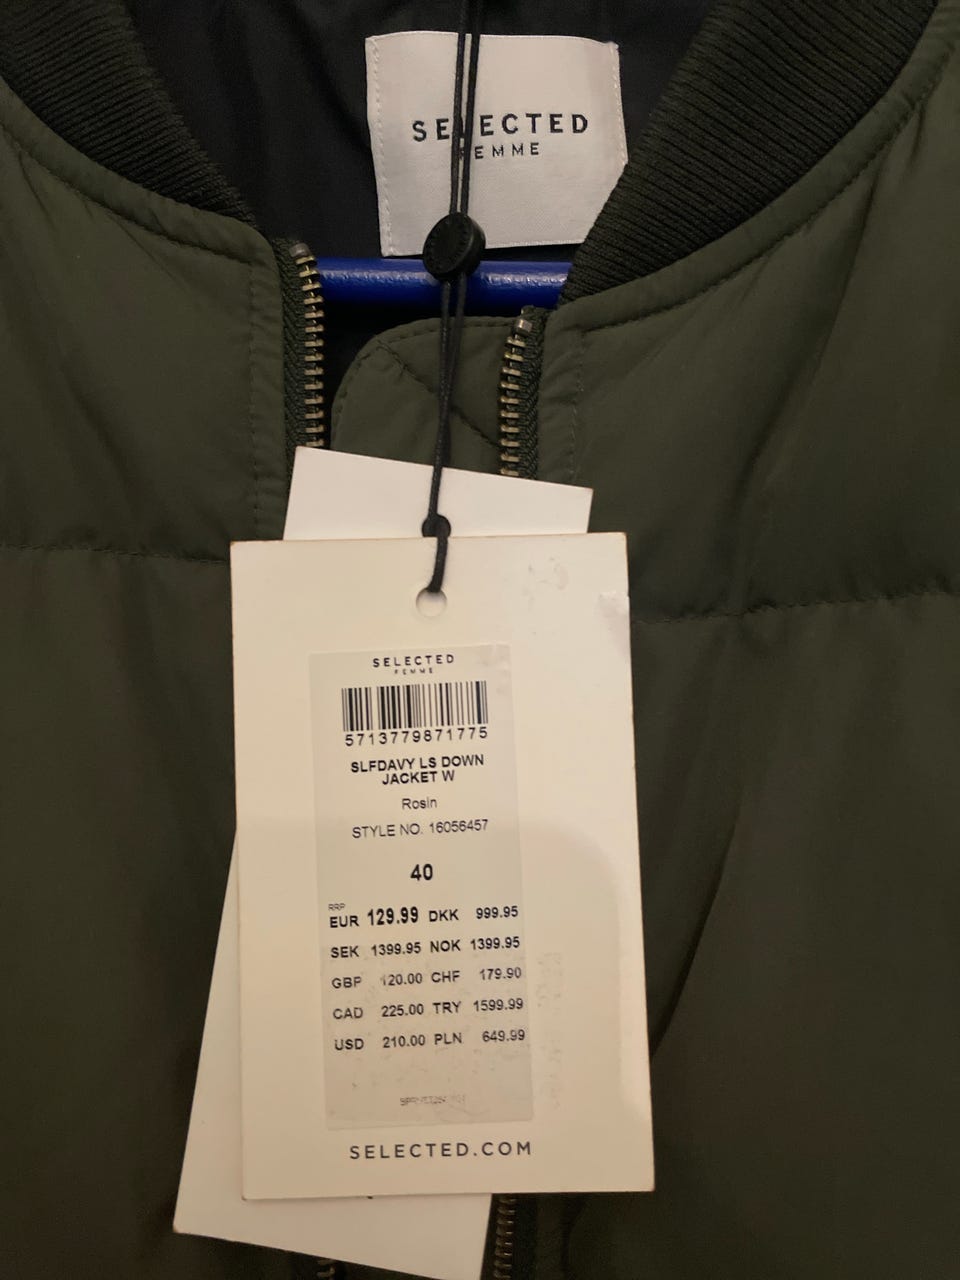 SELECTED
FEMME
SELECTED
FEMME
5713779871775
SLFDAVY LS DOWN
JACKET W
Rosin
STYLE NO. 16056457
40
RRP
EUR 129.99 DKK 999.95
SEK 1399.95 NOK 1399.95
GBP 120.00 CHF 179.90
CAD 225.00 TRY 1599.99
USD 210.00 PLN 649.99
SELECTED.COM